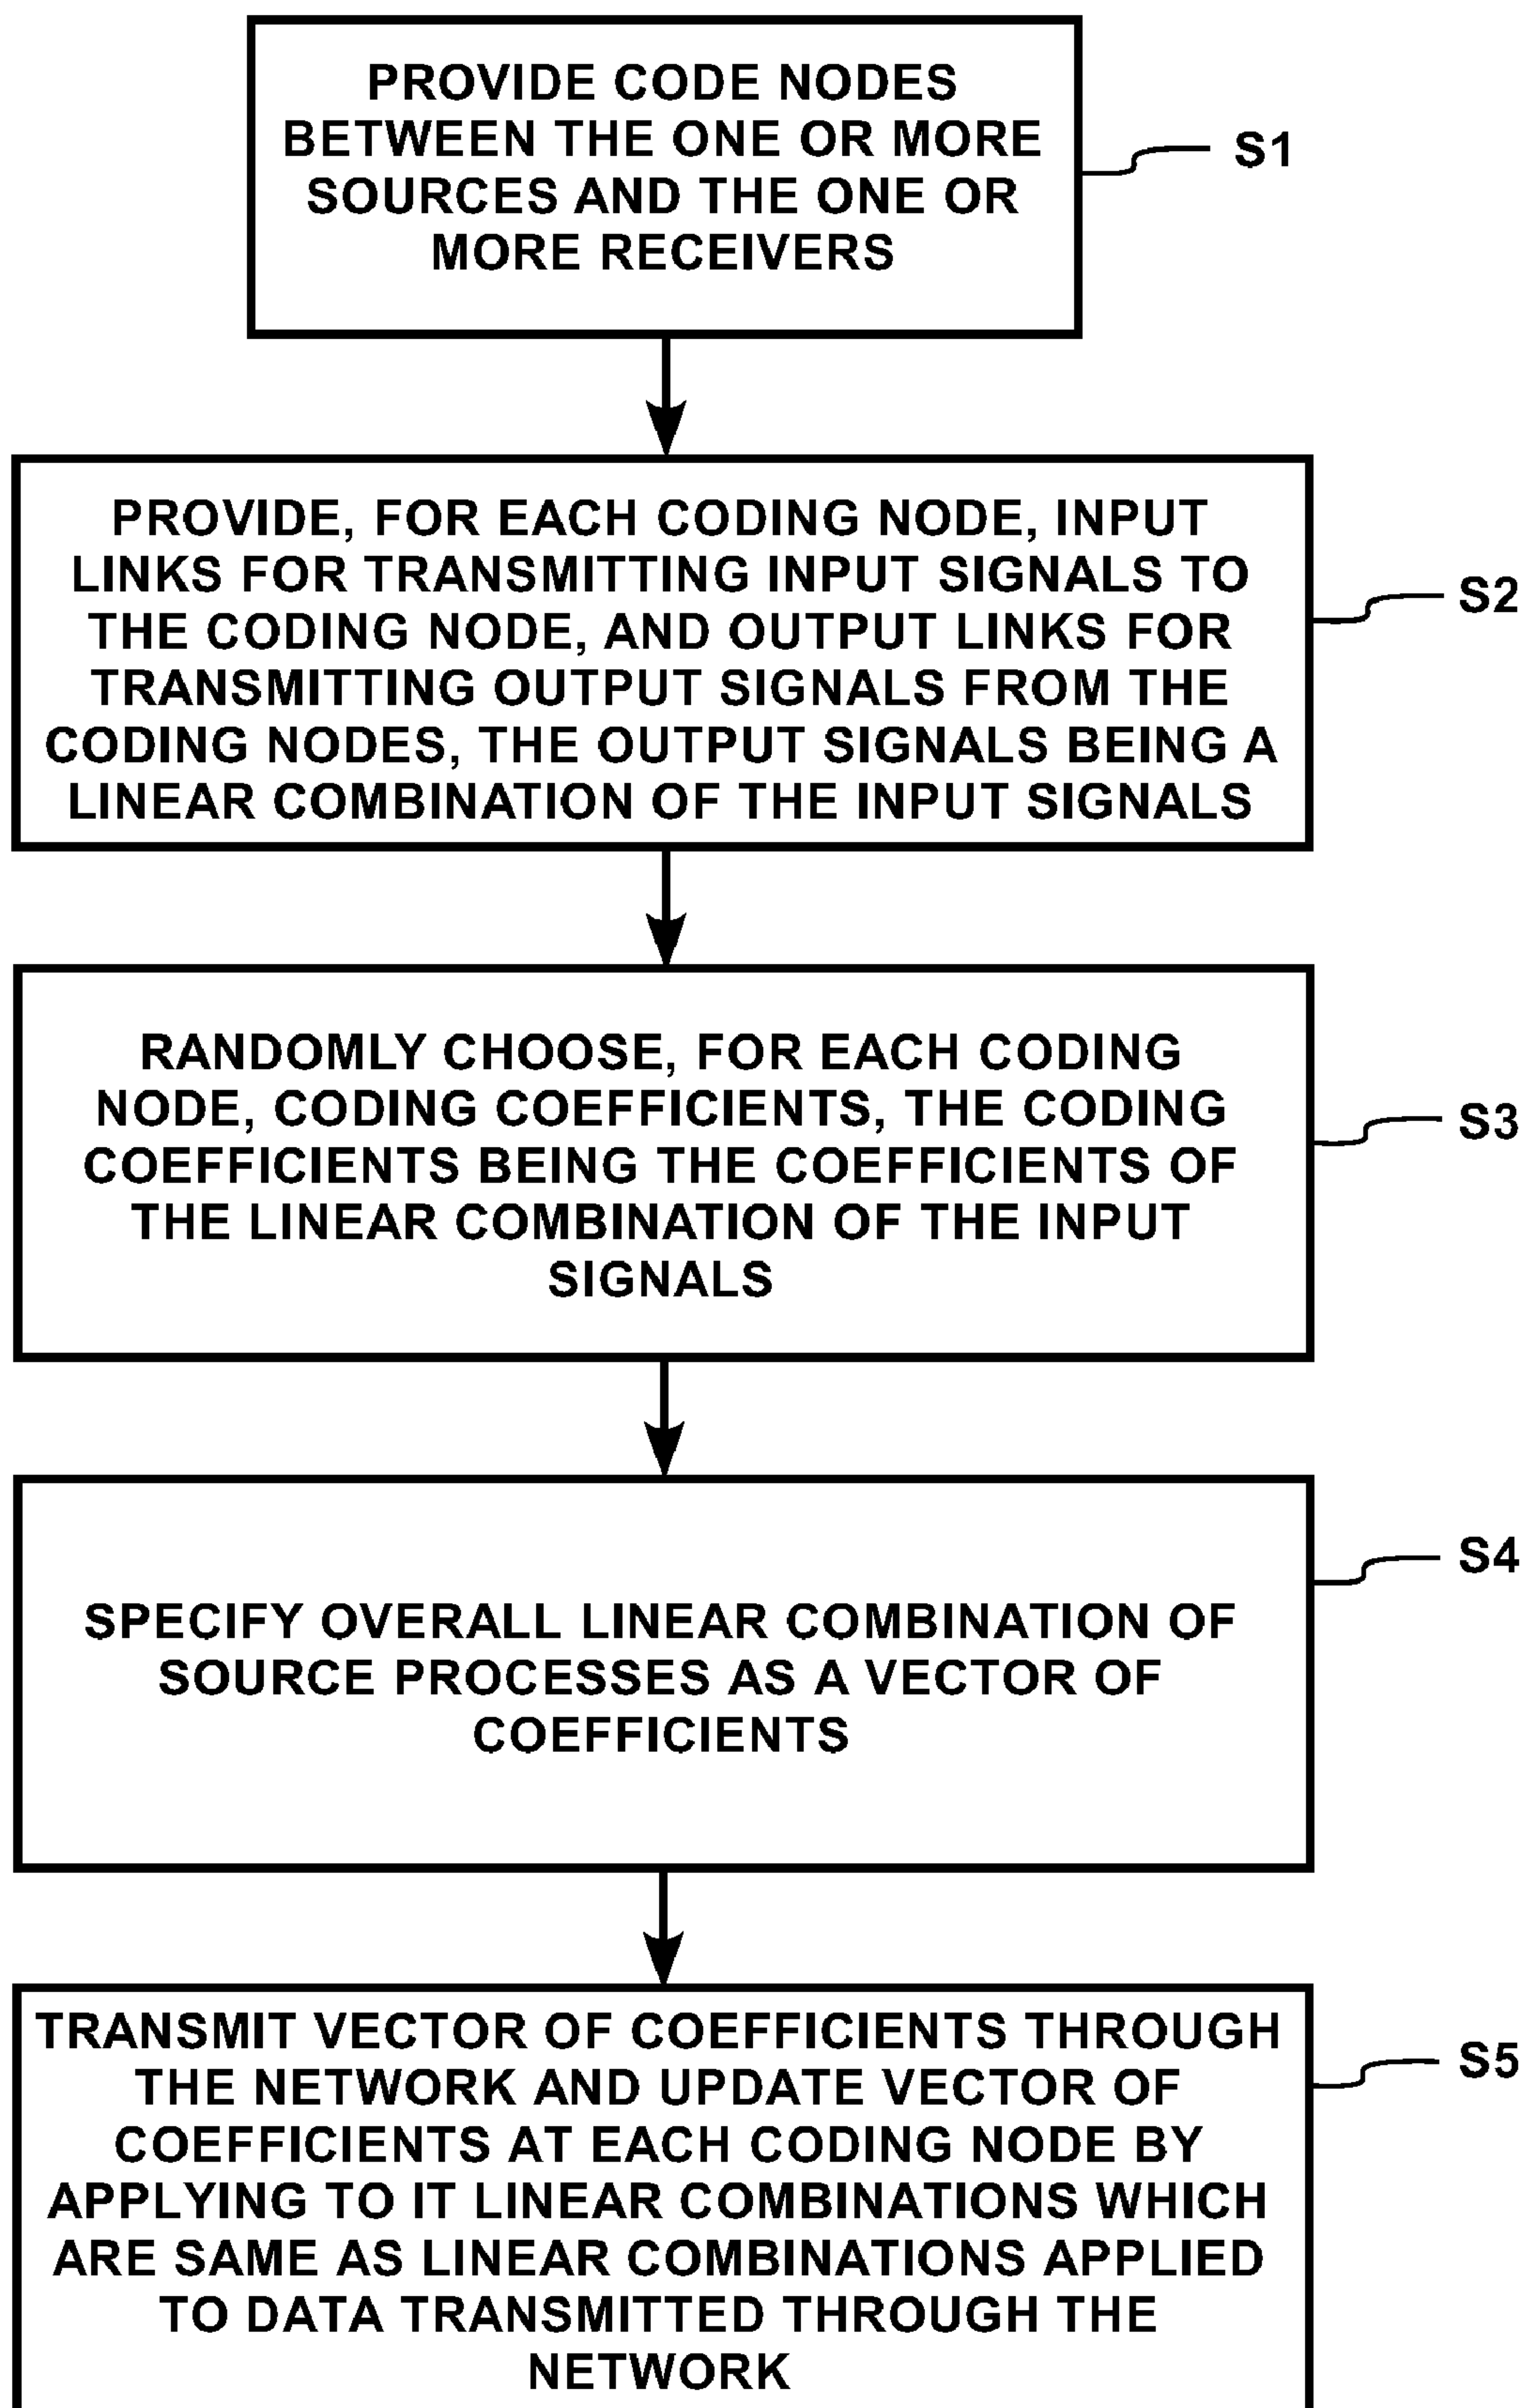 PROVIDE CODE NODES
BETWEEN THE ONE OR MORE
SOURCES AND THE ONE OR
MORE RECEIVERS
S1
PROVIDE, FOR EACH CODING NODE, INPUT
LINKS FOR TRANSMITTING INPUT SIGNALS TO
THE CODING NODE, AND OUTPUT LINKS FOR
TRANSMITTING OUTPUT SIGNALS FROM THE
CODING NODES, THE OUTPUT SIGNALS BEING A
LINEAR COMBINATION OF THE INPUT SIGNALS
S2
RANDOMLY CHOOSE, FOR EACH CODING
NODE, CODING COEFFICIENTS, THE CODING
COEFFICIENTS BEING THE COEFFICIENTS OF
THE LINEAR COMBINATION OF THE INPUT
SIGNALS
S3
SPECIFY OVERALL LINEAR COMBINATION OF
SOURCE PROCESSES AS A VECTOR OF
COEFFICIENTS
S4
TRANSMIT VECTOR OF COEFFICIENTS THROUGH
THE NETWORK AND UPDATE VECTOR OF
COEFFICIENTS AT EACH CODING NODE BY
APPLYING TO IT LINEAR COMBINATIONS WHICH
ARE SAME AS LINEAR COMBINATIONS APPLIED
TO DATA TRANSMITTED THROUGH THE
NETWORK
S5